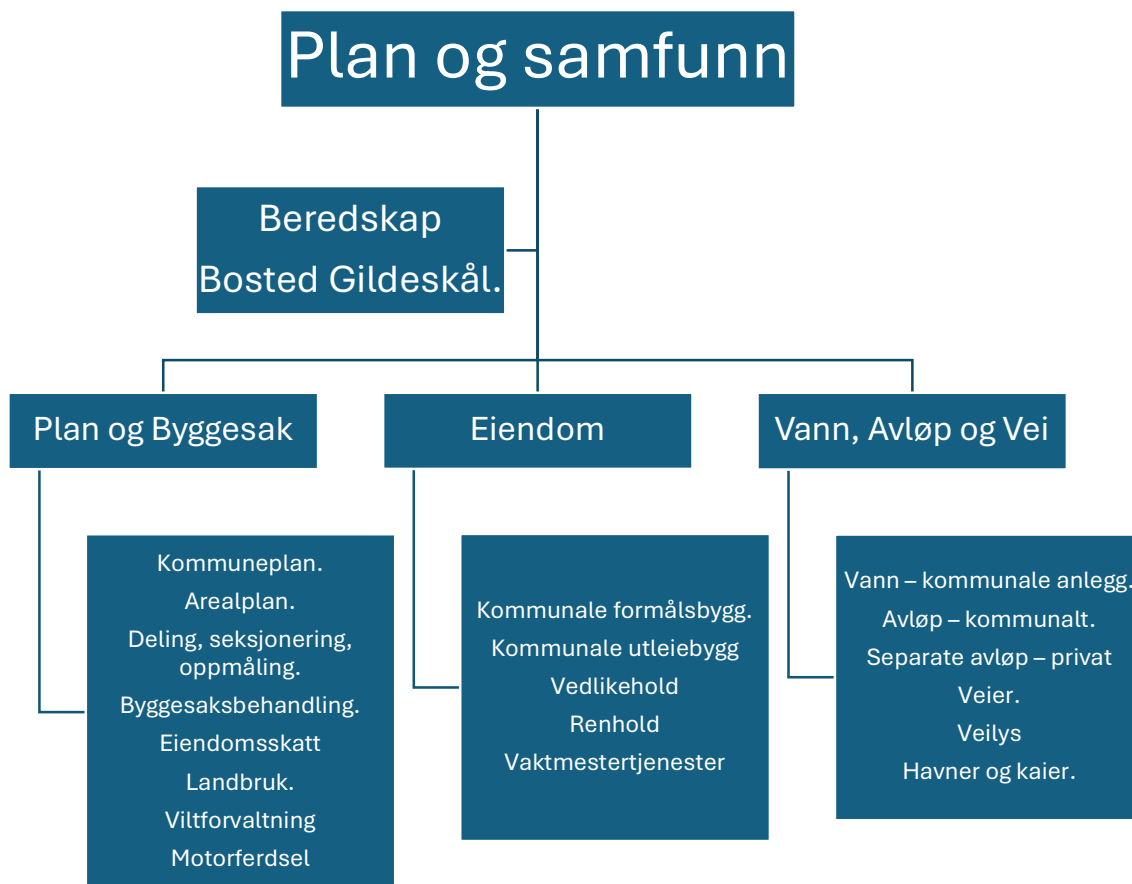 Plan og samfunn
Beredskap
Bosted Gildeskål.
Plan og Byggesak
Eiendom
Vann, Avløp og Vei
Kommuneplan.
Arealplan.
Deling, seksjonering,
oppmåling.
Byggesaksbehandling.
Eiendomsskatt
Landbruk.
Viltforvaltning
Motorferdsel
Kommunale formålsbygg.
Kommunale utleiebygg
Vedlikehold
Renhold
Vaktmestertjenester
Vann – kommunale anlegg.
Avløp – kommunalt.
Separate avløp – privat
Veier.
Veilys
Havner og kaier.